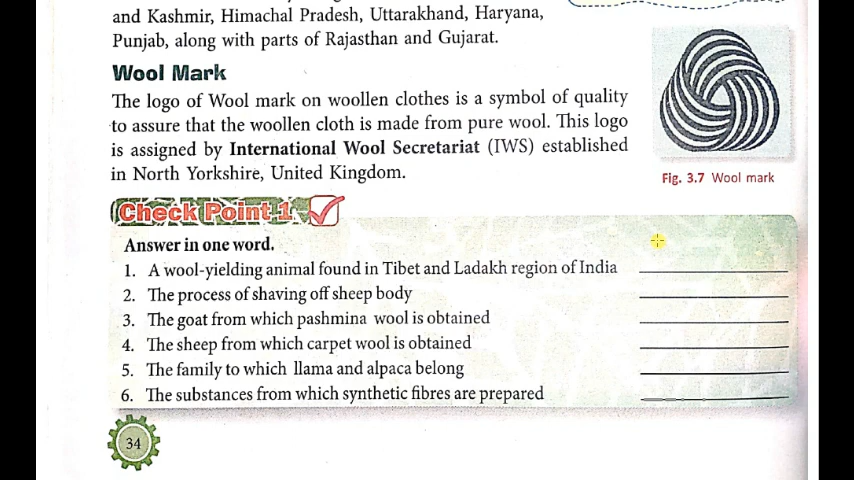 and Kashmir, Himachal Pradesh, Uttarakhand, Haryana,
Punjab, along with parts of Rajasthan and Gujarat.
Wool Mark
The logo of Wool mark on woollen clothes is a symbol of quality
to assure that the woollen cloth is made from pure wool. This logo
is assigned by International Wool Secretariat (IWS) established
in North Yorkshire, United Kingdom.
Fig. 3.7 Wool mark
Check Point 1
Answer in one word.
1. A wool-yielding animal found in Tibet and Ladakh region of India
2. The process of shaving off sheep body
3. The goat from which pashmina wool is obtained
4. The sheep from which carpet wool is obtained
5. The family to which llama and alpaca belong
6. The substances from which synthetic fibres are prepared
34